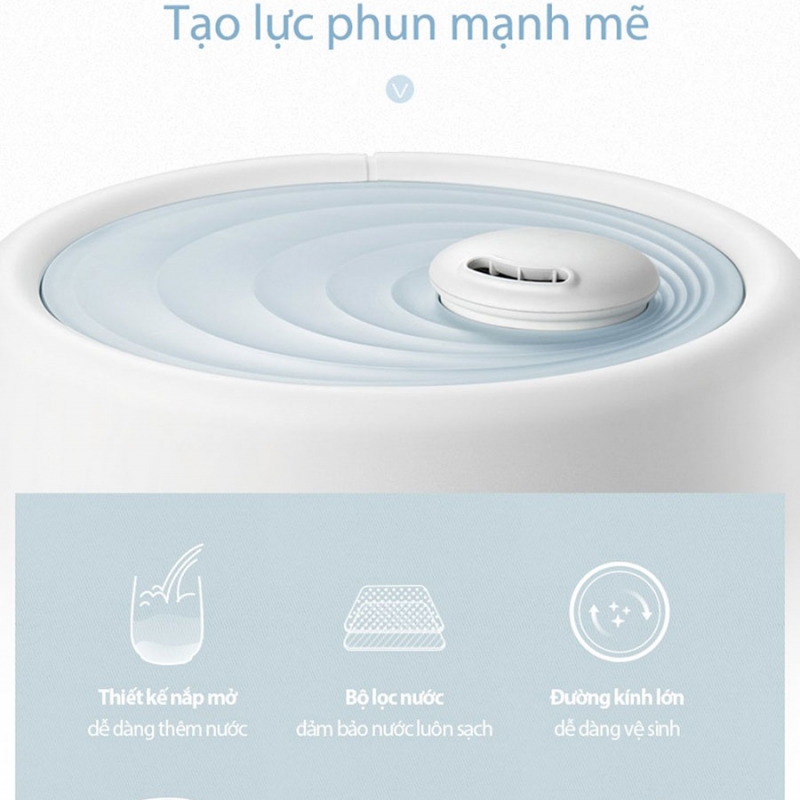 Tạo lực phun mạnh mẽ
Thiết kế nắp mở
dễ dàng thêm nước
Bộ lọc nước
đảm bảo nước luôn sạch
Đường kính lớn
dễ dàng vệ sinh